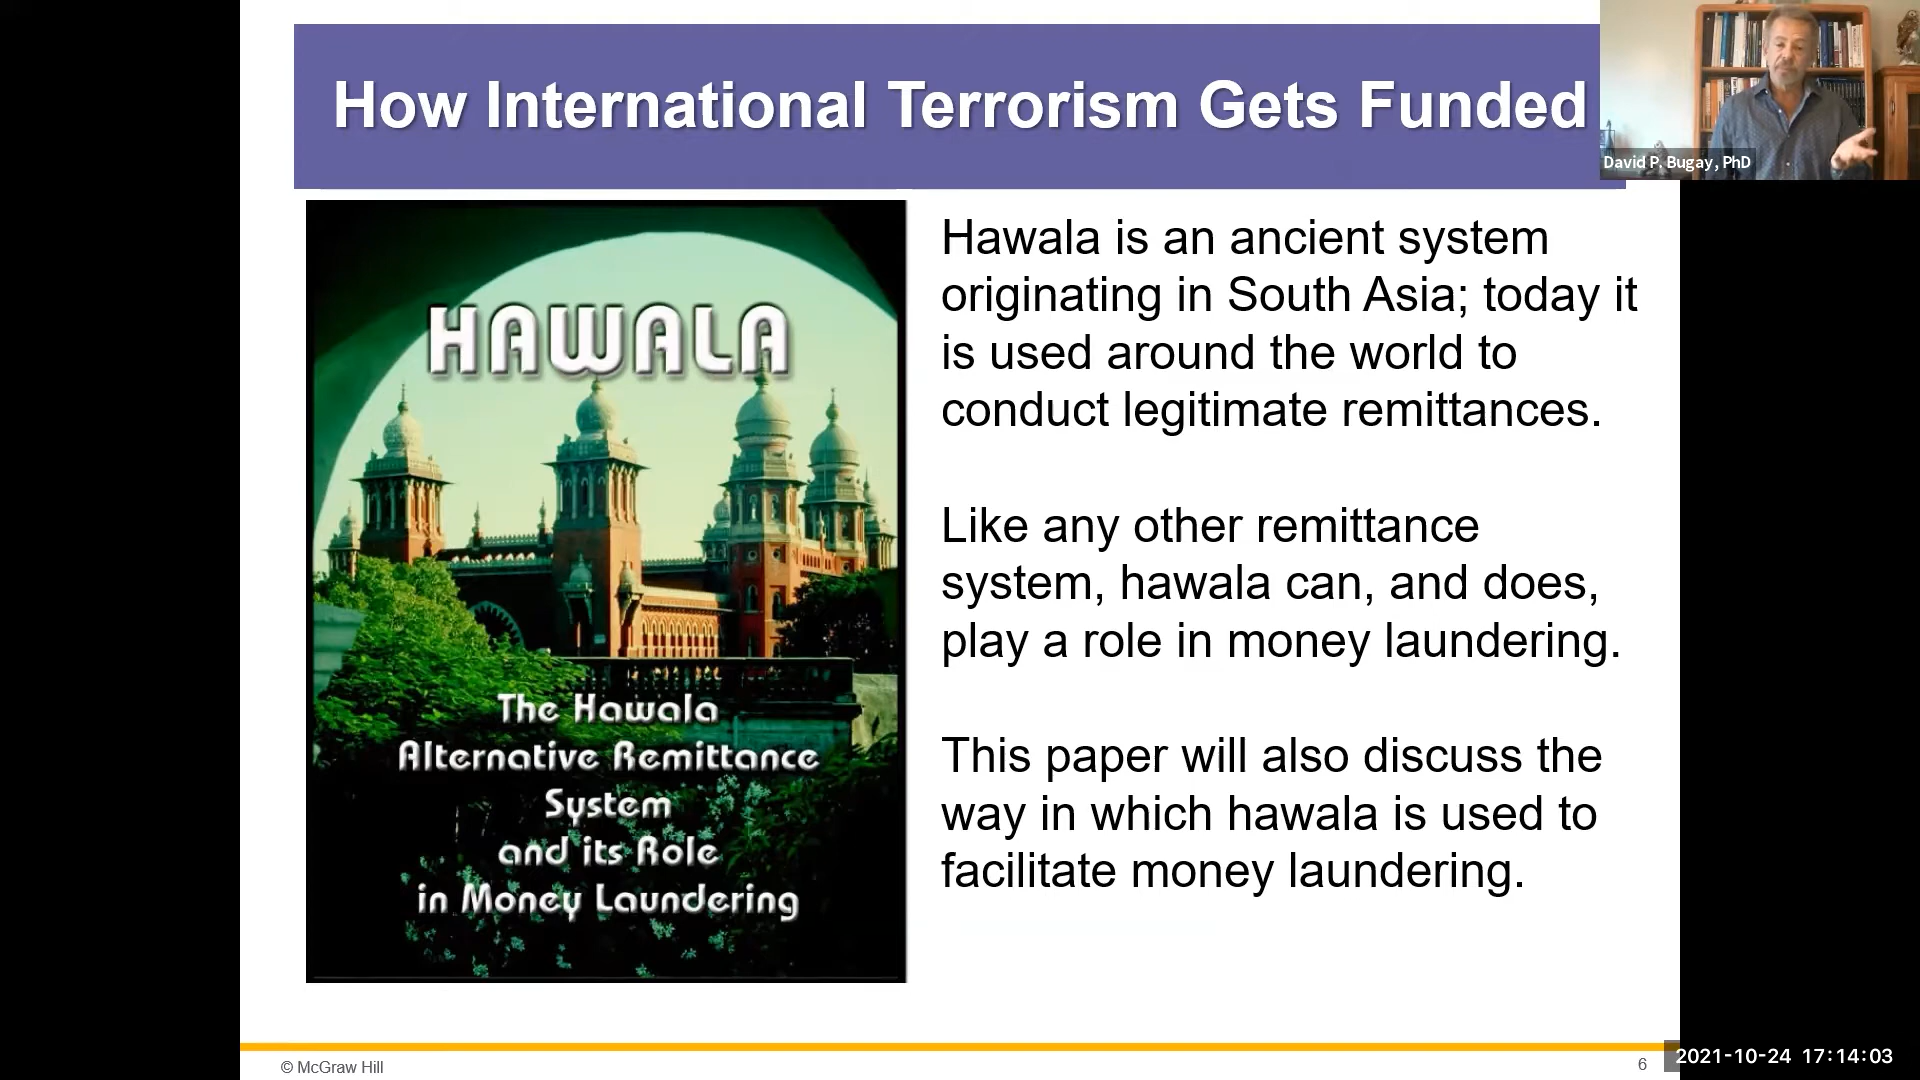 How International Terrorism Gets Funded
David P. Bugay, PhD
HAWALA
The Hawala
Alternative Remittance
System
and its Role
in Money Laundering
Hawala is an ancient system
originating in South Asia; today it
is used around the world to
conduct legitimate remittances.
Like any other remittance
system, hawala can, and does,
play a role in money laundering.
This paper will also discuss the
way in which hawala is used to
facilitate money laundering.
© McGraw Hill
6
2021-10-24 17:14:03